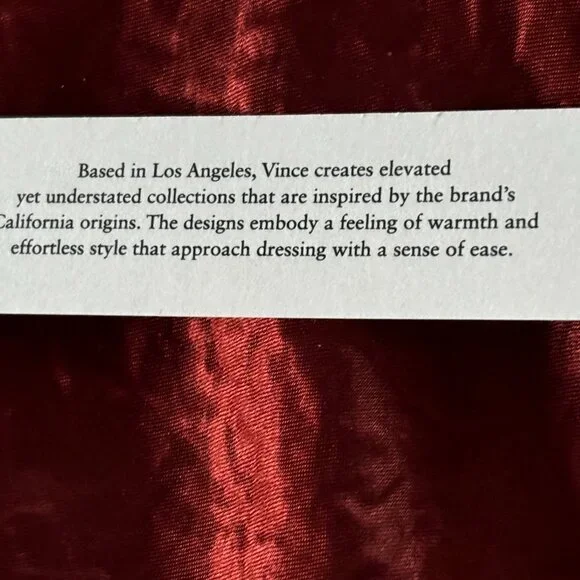 Based in Los Angeles, Vince creates elevated
yet understated collections that are inspired by the brand's
California origins. The designs embody a feeling of warmth and
effortless style that approach dressing with a sense of ease.